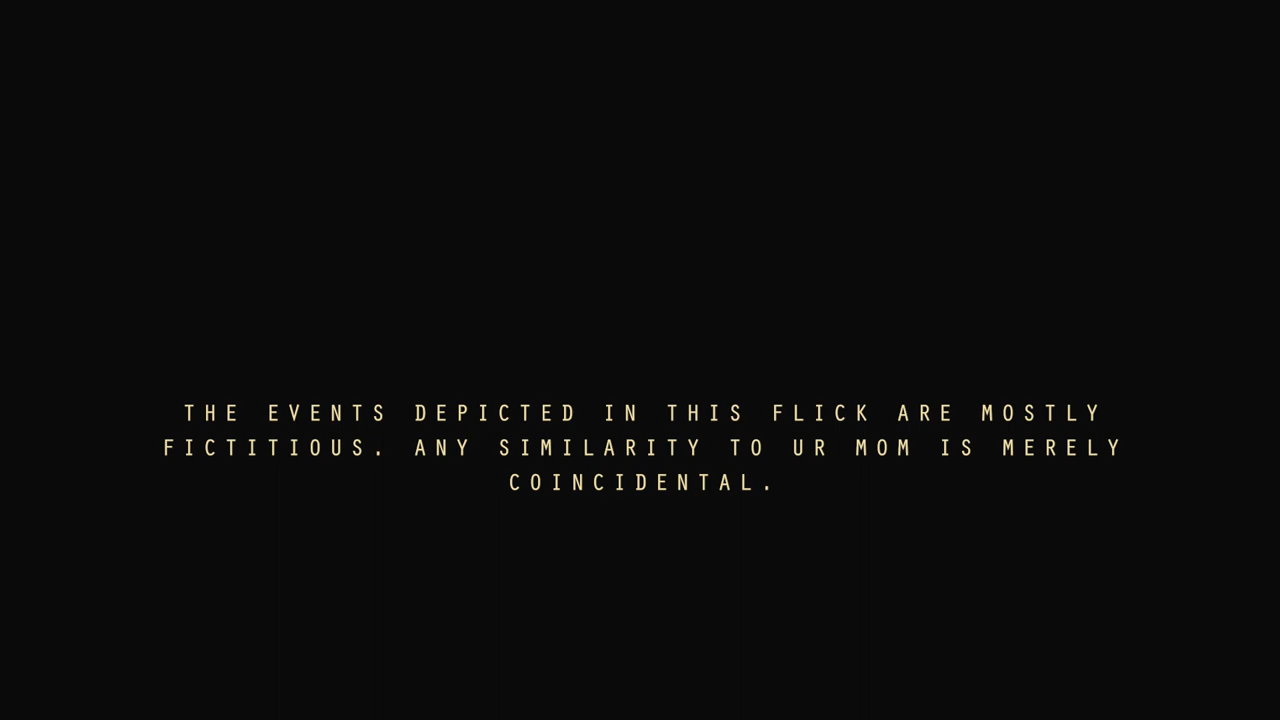 THE EVENTS DEPICTED IN THIS FLICK ARE MOSTLY
FICTITIOUS. ANY SIMILARITY TO UR MOM IS MERELY
COINCIDENTAL.